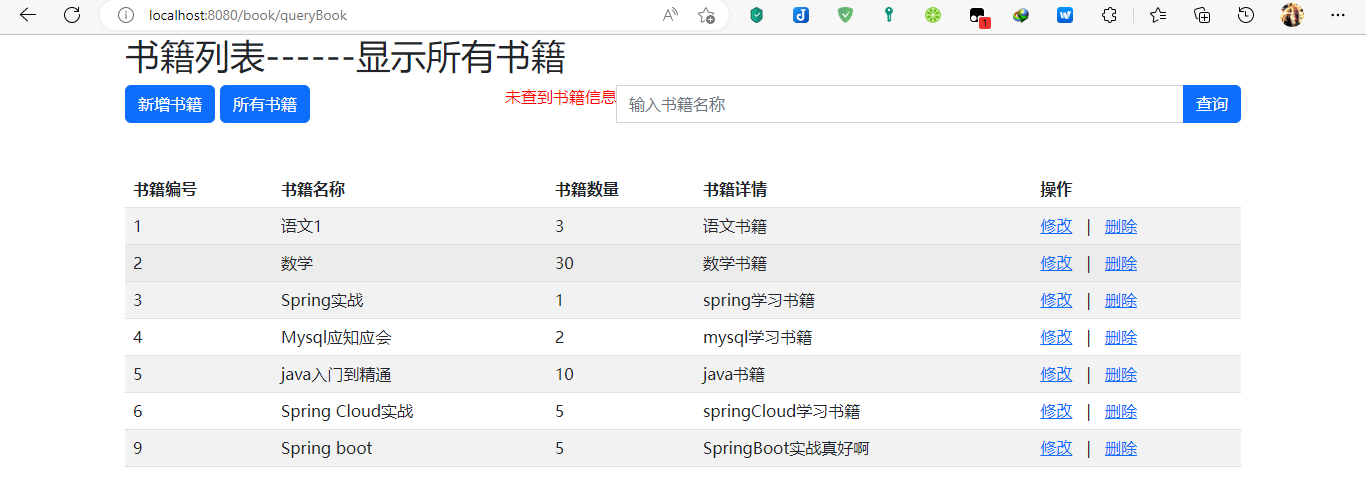 localhost:8080/book/queryBook
书籍列表------显示所有书籍
新增书籍 所有书籍 未查到书籍信息 输入书籍名称 查询
书籍编号 书籍名称 书籍数量 书籍详情 操作
1 语文1 3 语文书籍 修改 | 删除
2 数学 30 数学书籍 修改 | 删除
3 Spring实战 1 spring学习书籍 修改 | 删除
4 Mysql应知应会 2 mysql学习书籍 修改 | 删除
5 java入门到精通 10 java书籍 修改 | 删除
6 Spring Cloud实战 5 springCloud学习书籍 修改 | 删除
9 Spring boot 5 SpringBoot实战真好啊 修改 | 删除